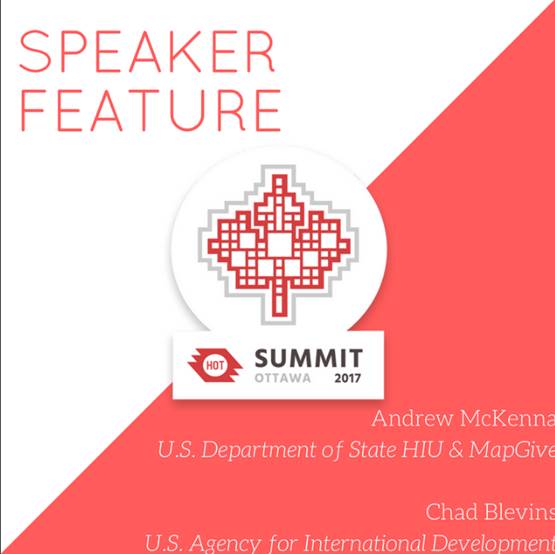 SPEAKER
FEATURE
HOT
SUMMIT
OTTAWA 2017
Andrew McKenna
U.S. Department of State HIU & MapGive
Chad Blevins
U.S. Agency for International Development